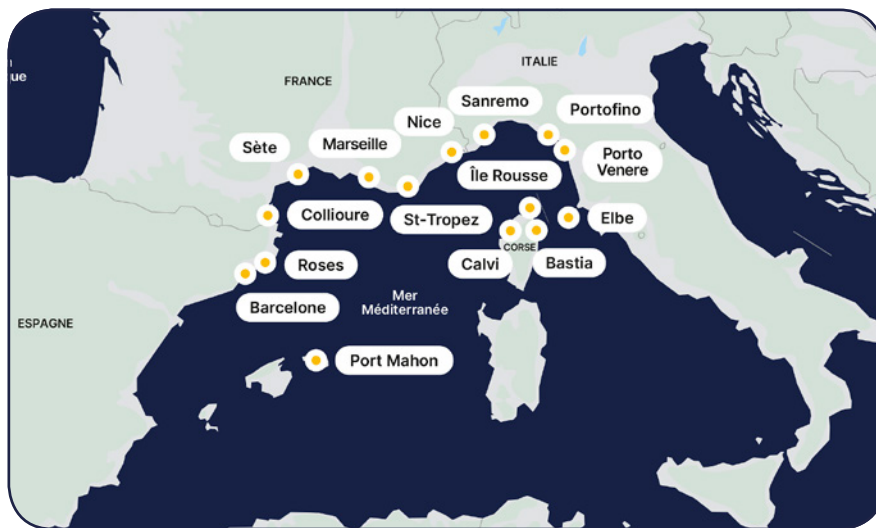 que
FRANCE
ITALIE
Sanremo
Portofino
Nice
Marseille
Sète
Porto
Venere
Île Rousse
Collioure
St-Tropez
Elbe
CORSE
Roses
Calvi
Bastia
Mer
Méditerranée
Barcelone
ESPAGNE
Port Mahon